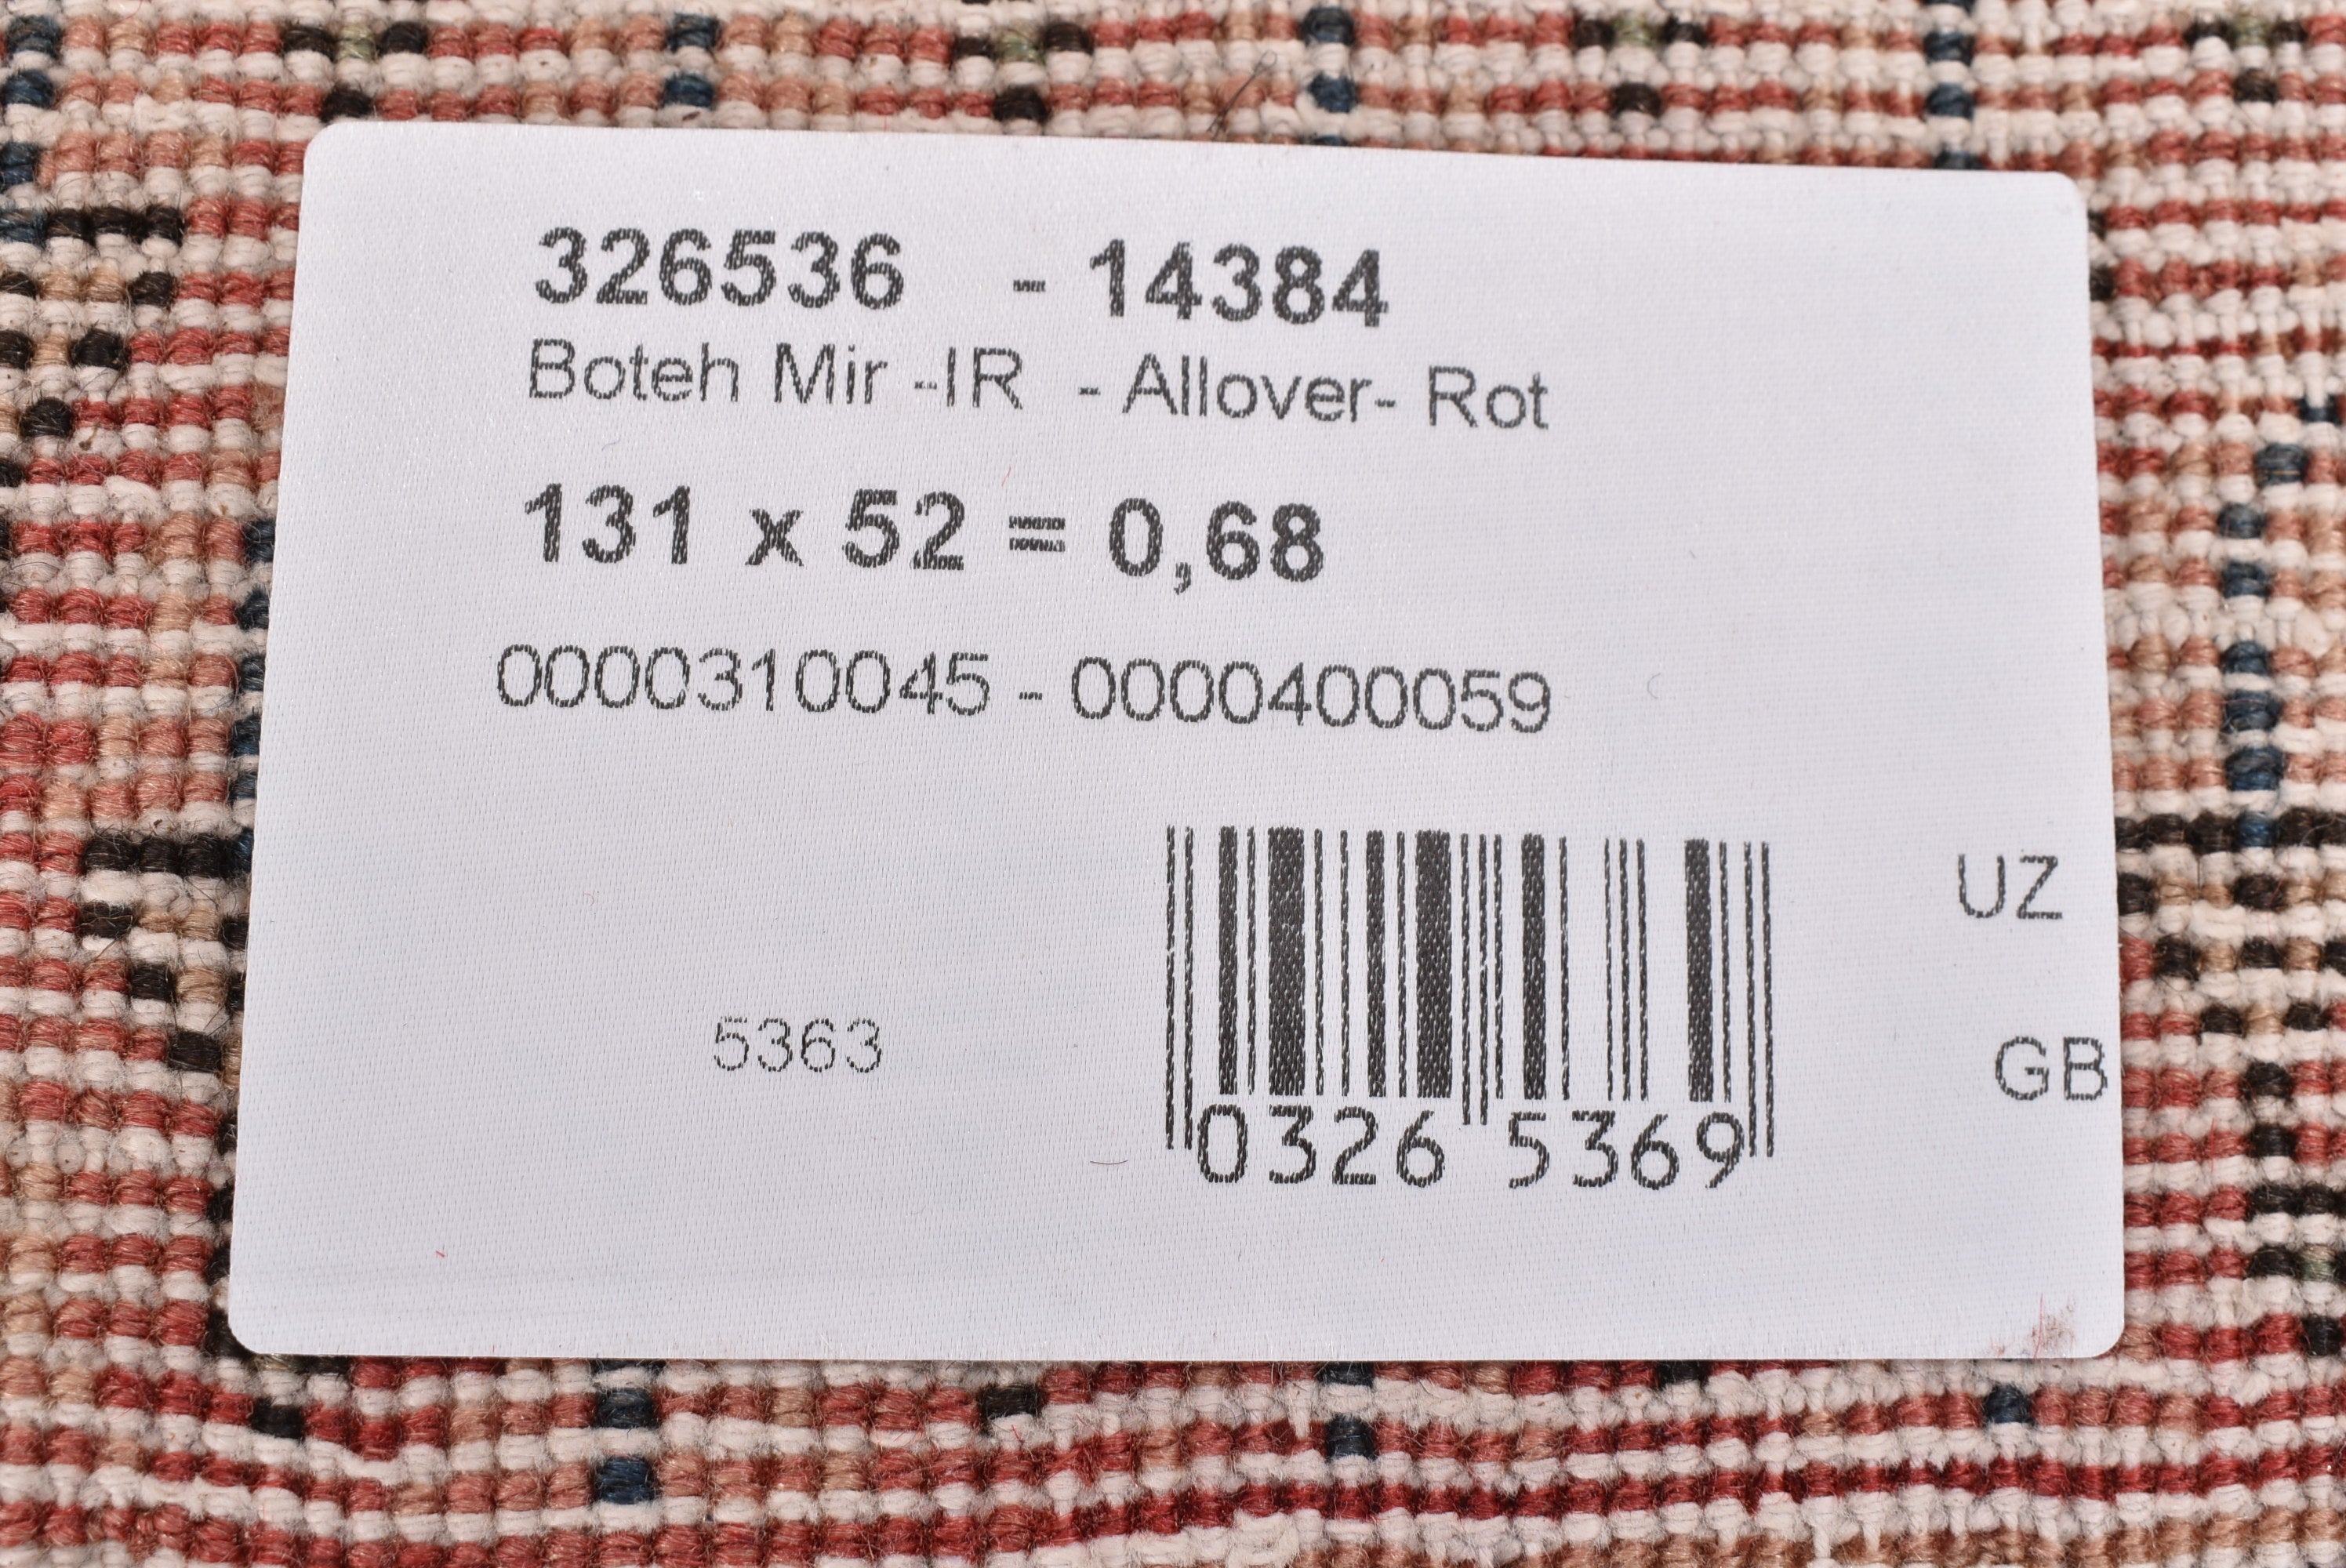 326536 - 14384
Boteh Mir -IR - Allover- Rot
131 x 52 = 0,68
0000310045 - 0000400059
UZ
5363
GB
0326 5369